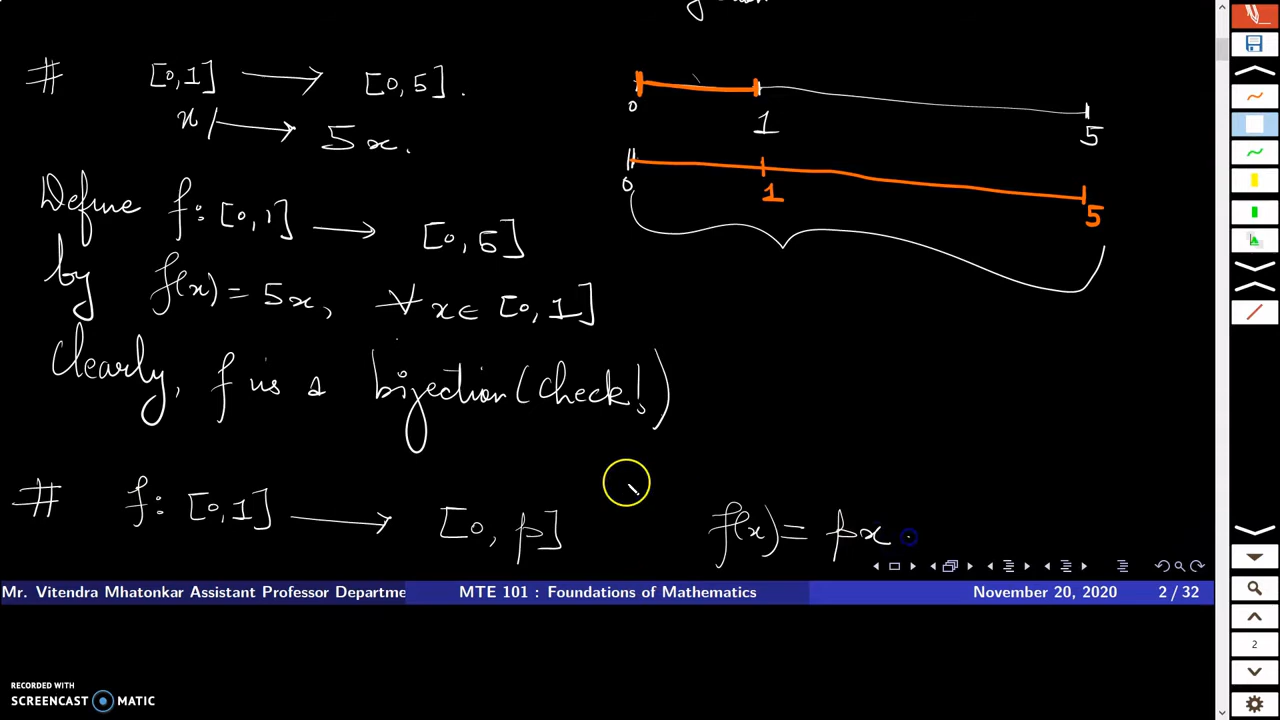 # [0,1] ⟶ [0,5].
x ⟼ 5x.
0 1 5
0 1 5
Define f: [0,1] ⟶ [0,5]
by f(x) = 5x, ∀ x ∈ [0,1]
Clearly, f is a bijection (Check!)
# f: [0,1] ⟶ [0, p] f(x) = px
Mr. Vitendra Mhatonkar Assistant Professor Departme MTE 101 : Foundations of Mathematics November 20, 2020 2 / 32
2
RECORDED WITH
SCREENCAST MATIC